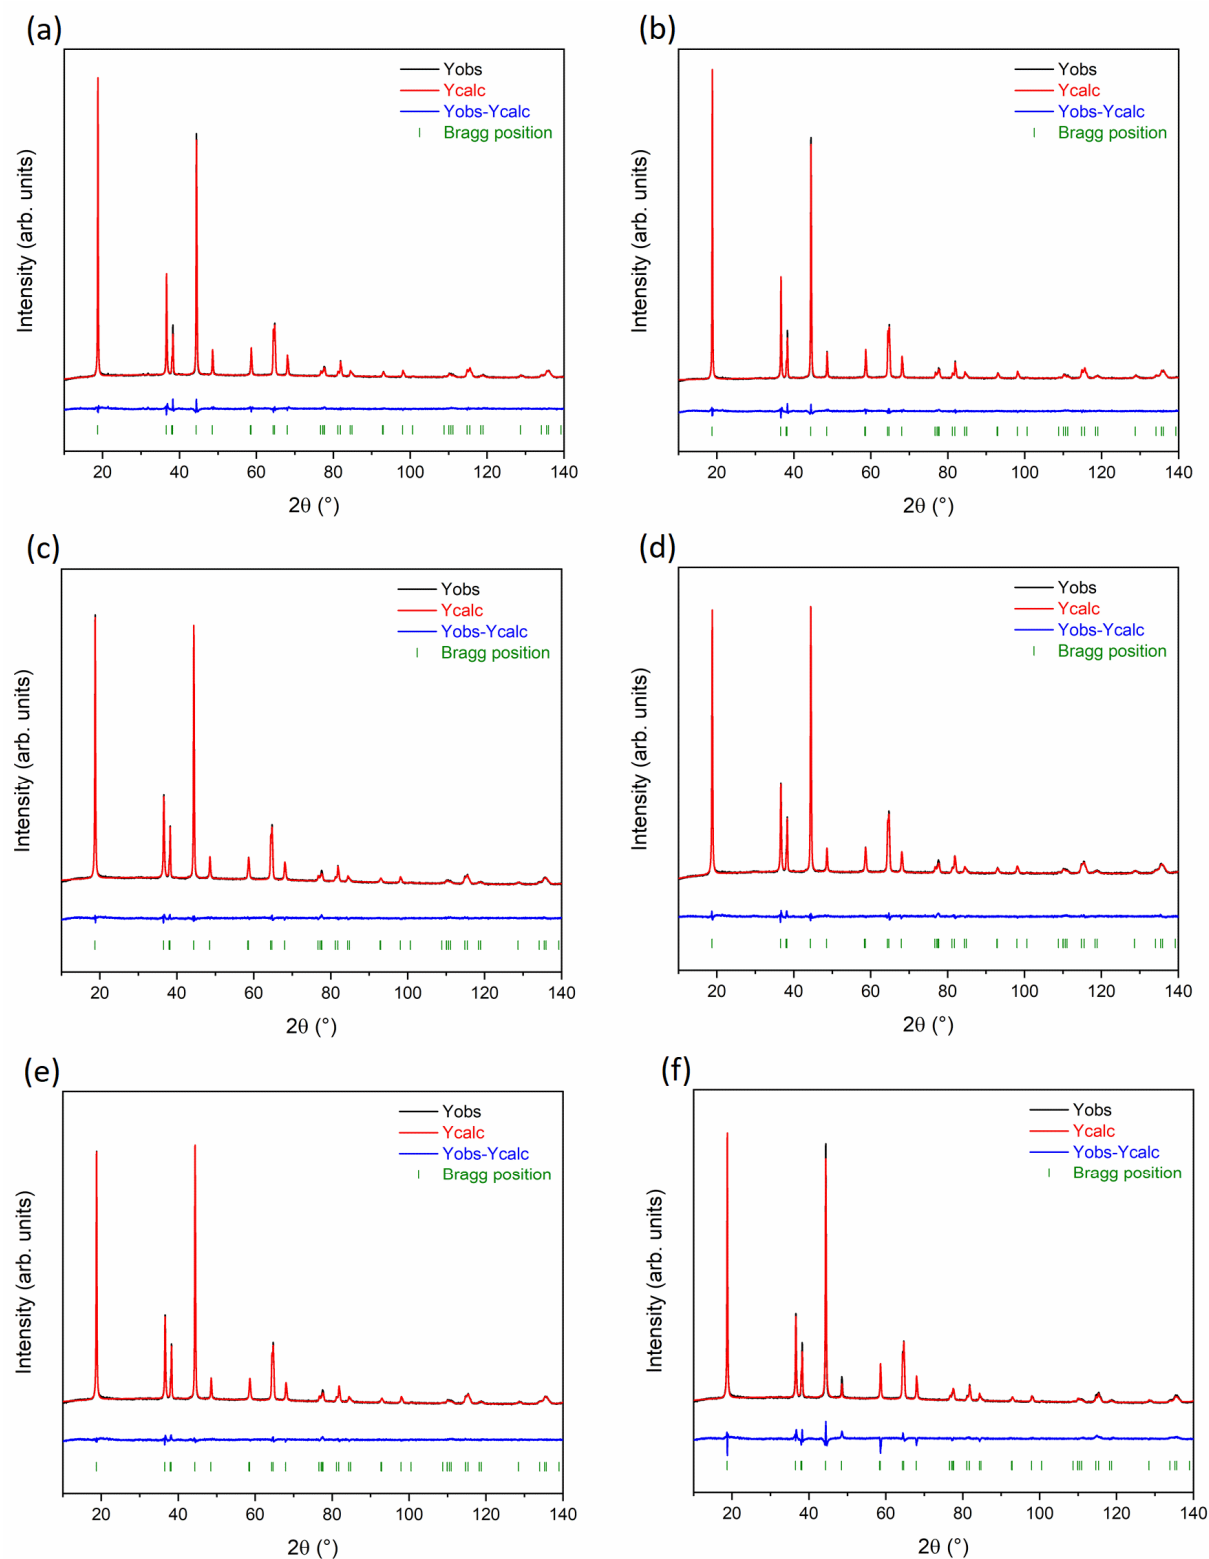 (a)
Yobs
Ycalc
Yobs-Ycalc
Bragg position
Intensity (arb. units)
20 40 60 80 100 120 140
2θ (°)
(b)
Yobs
Ycalc
Yobs-Ycalc
Bragg position
Intensity (arb. units)
20 40 60 80 100 120 140
2θ (°)
(c)
Yobs
Ycalc
Yobs-Ycalc
Bragg position
Intensity (arb. units)
20 40 60 80 100 120 140
2θ (°)
(d)
Yobs
Ycalc
Yobs-Ycalc
Bragg position
Intensity (arb. units)
20 40 60 80 100 120 140
2θ (°)
(e)
Yobs
Ycalc
Yobs-Ycalc
Bragg position
Intensity (arb. units)
20 40 60 80 100 120 140
2θ (°)
(f)
Yobs
Ycalc
Yobs-Ycalc
Bragg position
Intensity (arb. units)
20 40 60 80 100 120 140
2θ (°)